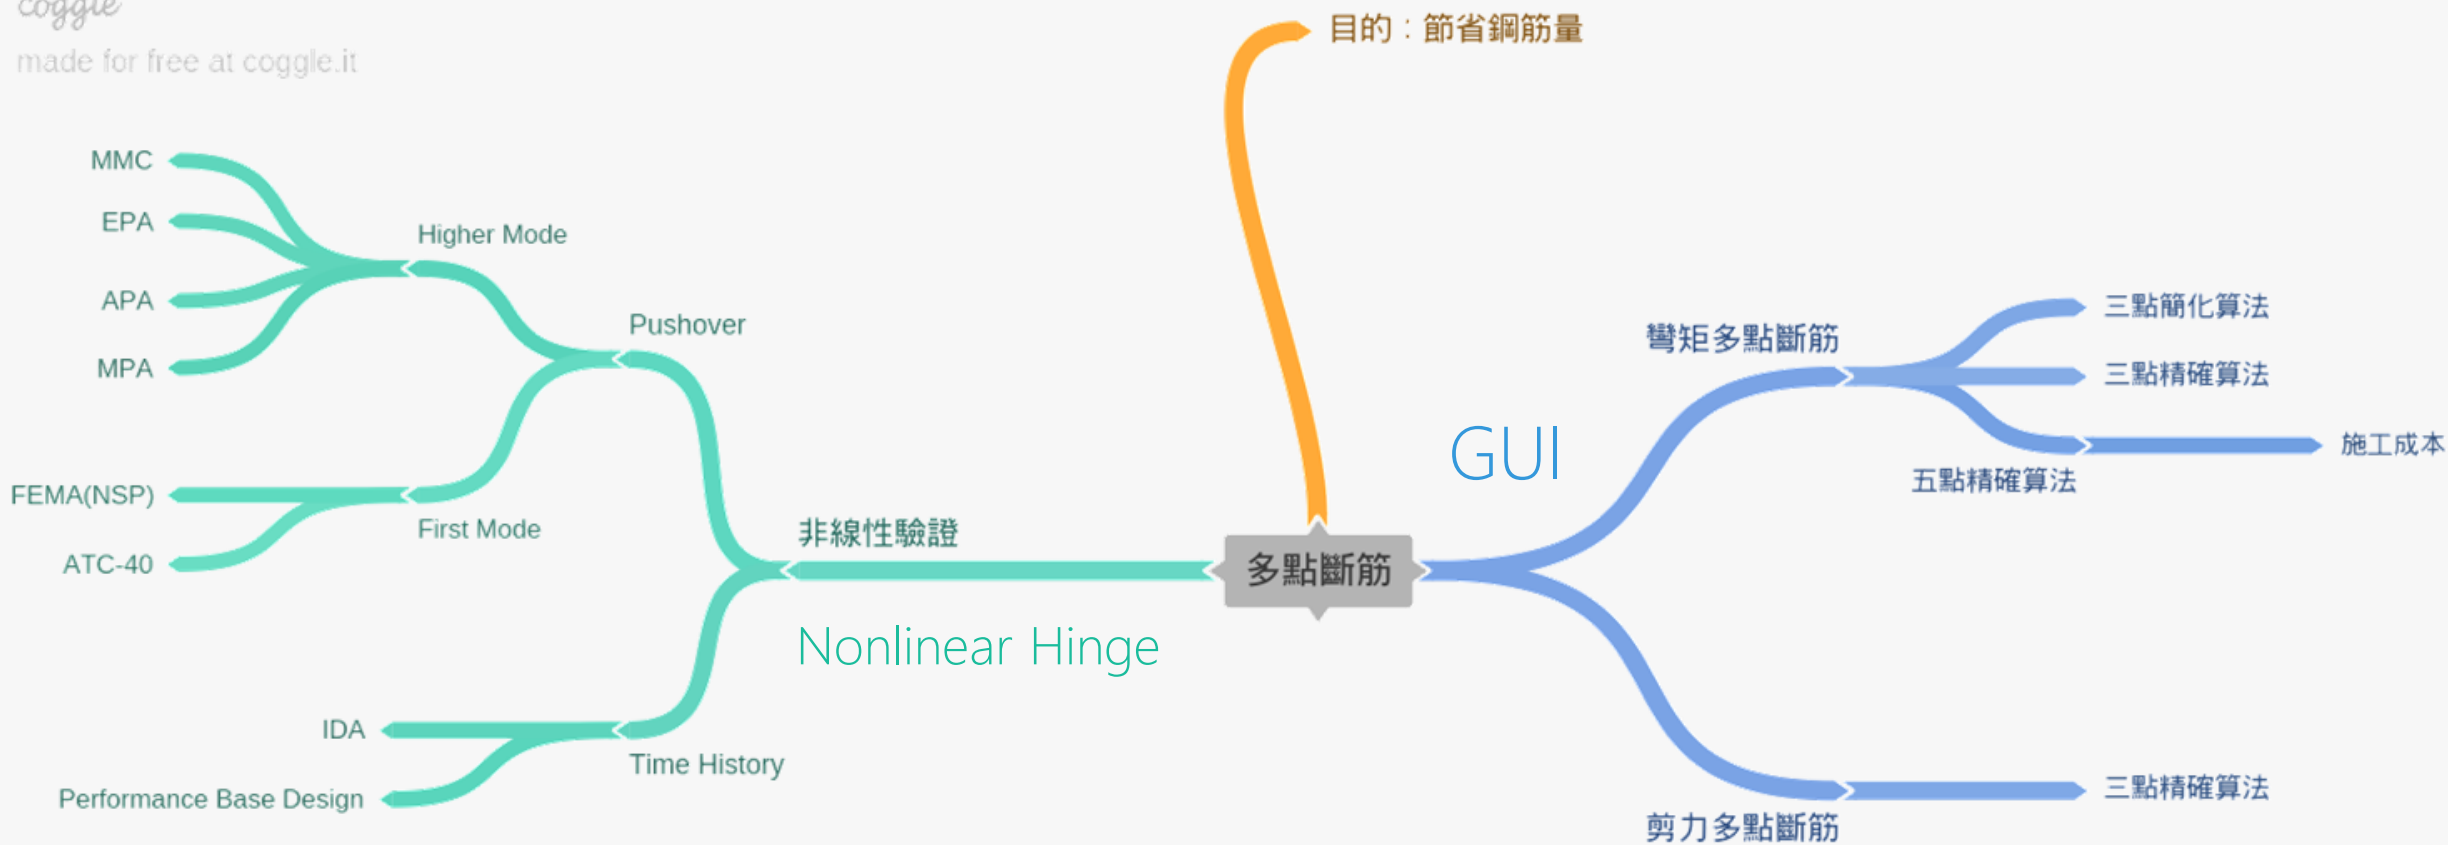 coggle
made for free at coggle.it
目的：節省鋼筋量
MMC
EPA
APA
MPA
Higher Mode
Pushover
FEMA(NSP)
ATC-40
First Mode
非線性驗證
Nonlinear Hinge
IDA
Performance Base Design
Time History
多點斷筋
GUI
彎矩多點斷筋
三點簡化算法
三點精確算法
五點精確算法
施工成本
剪力多點斷筋
三點精確算法